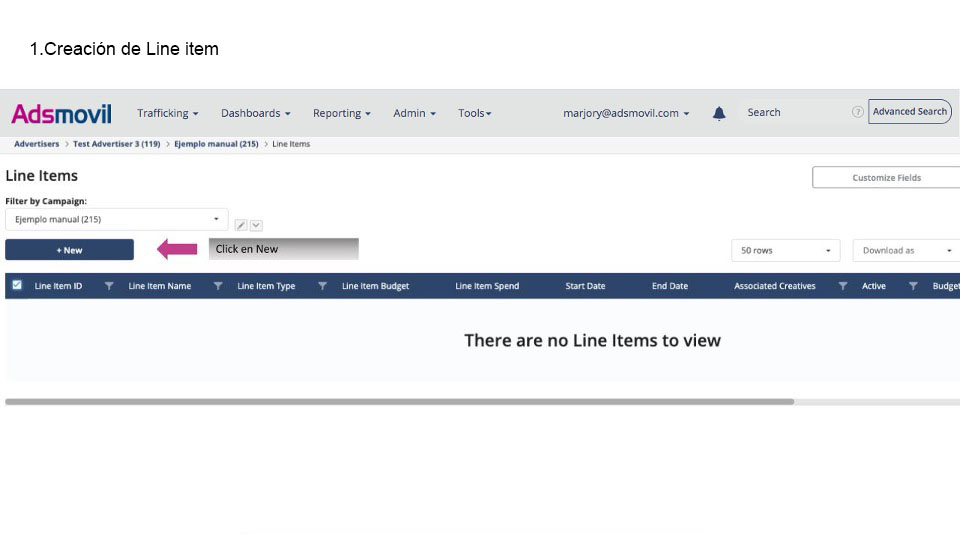 1.Creación de Line item
Adsmovil Trafficking Dashboards Reporting Admin Tools marjory@adsmovil.com Search ? Advanced Search
Advertisers > Test Advertiser 3 (119) > Ejemplo manual (215) > Line Items
Line Items
Customize Fields
Filter by Campaign:
Ejemplo manual (215)
+ New
Click en New
50 rows
Download as
Line Item ID Line Item Name Line Item Type Line Item Budget Line Item Spend Start Date End Date Associated Creatives Active Budget
There are no Line Items to view